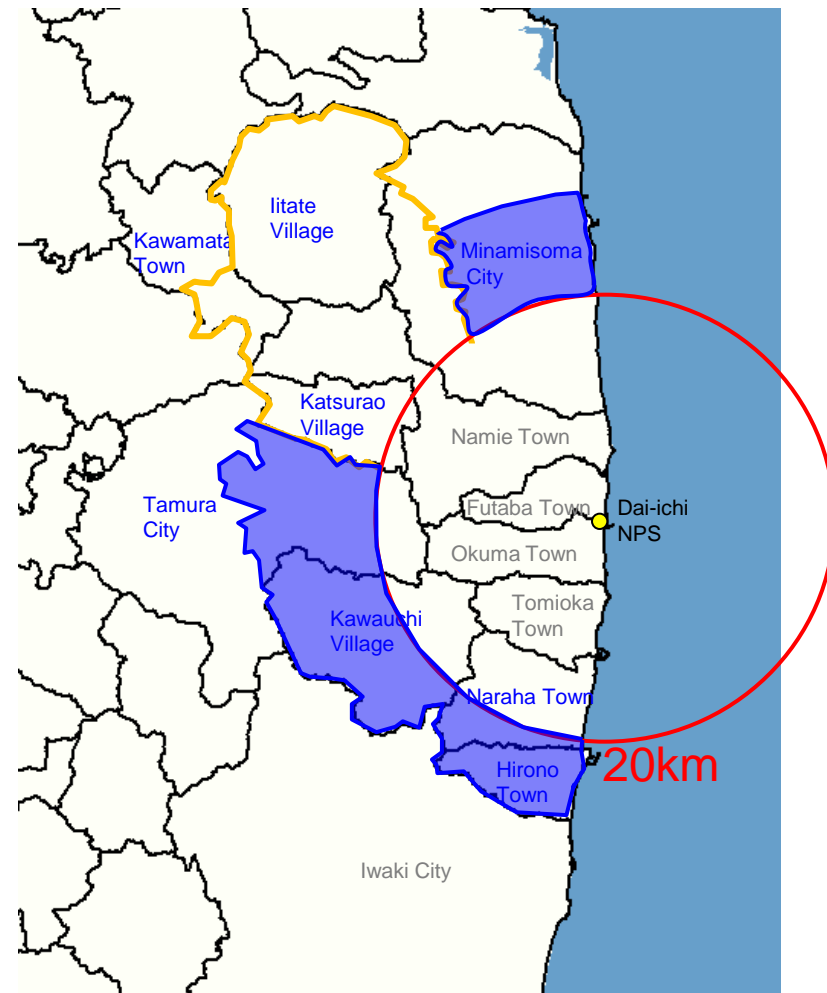 Iitate
Village
Kawamata
Town
Minamisoma
City
Katsurao
Village
Namie Town
Tamura
City
Futaba Town
Dai-ichi
NPS
Okuma Town
Tomioka
Town
Kawauchi
Village
Naraha Town
20km
Hirono
Town
Iwaki City